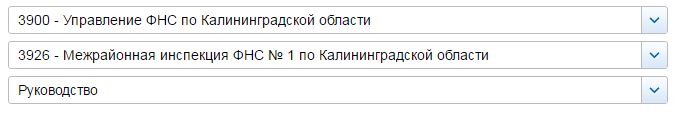 3900 - Управление ФНС по Калининградской области
3926 - Межрайонная инспекция ФНС № 1 по Калининградской области
Руководство